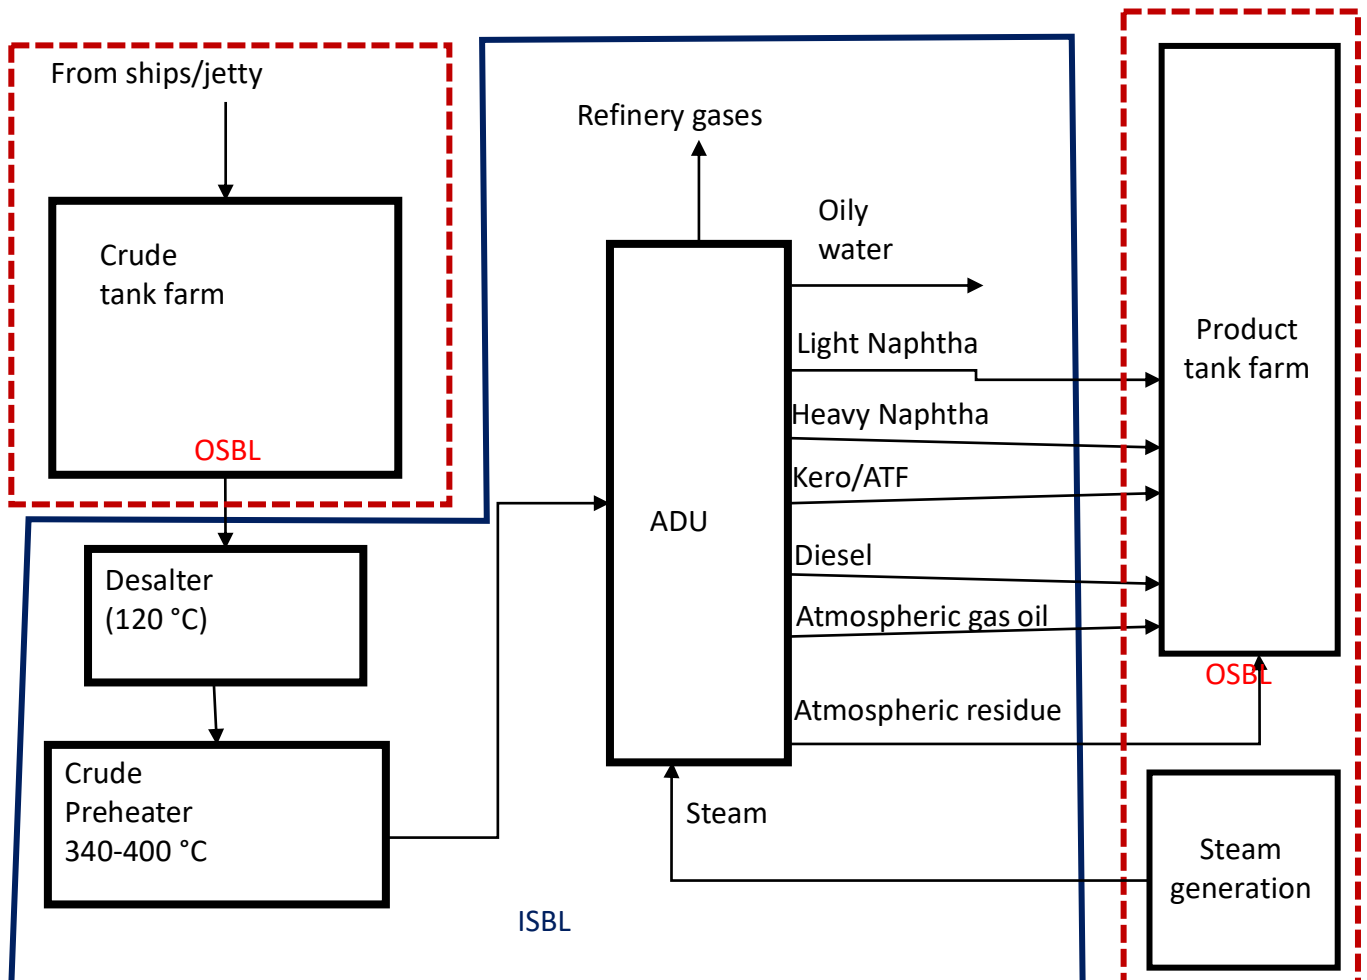 From ships/jetty
Crude
tank farm
OSBL
Desalter
(120 °C)
Crude
Preheater
340-400 °C
Refinery gases
Oily
water
Light Naphtha
Heavy Naphtha
Kero/ATF
ADU
Diesel
Atmospheric gas oil
Atmospheric residue
Steam
ISBL
Product
tank farm
OSBL
Steam
generation